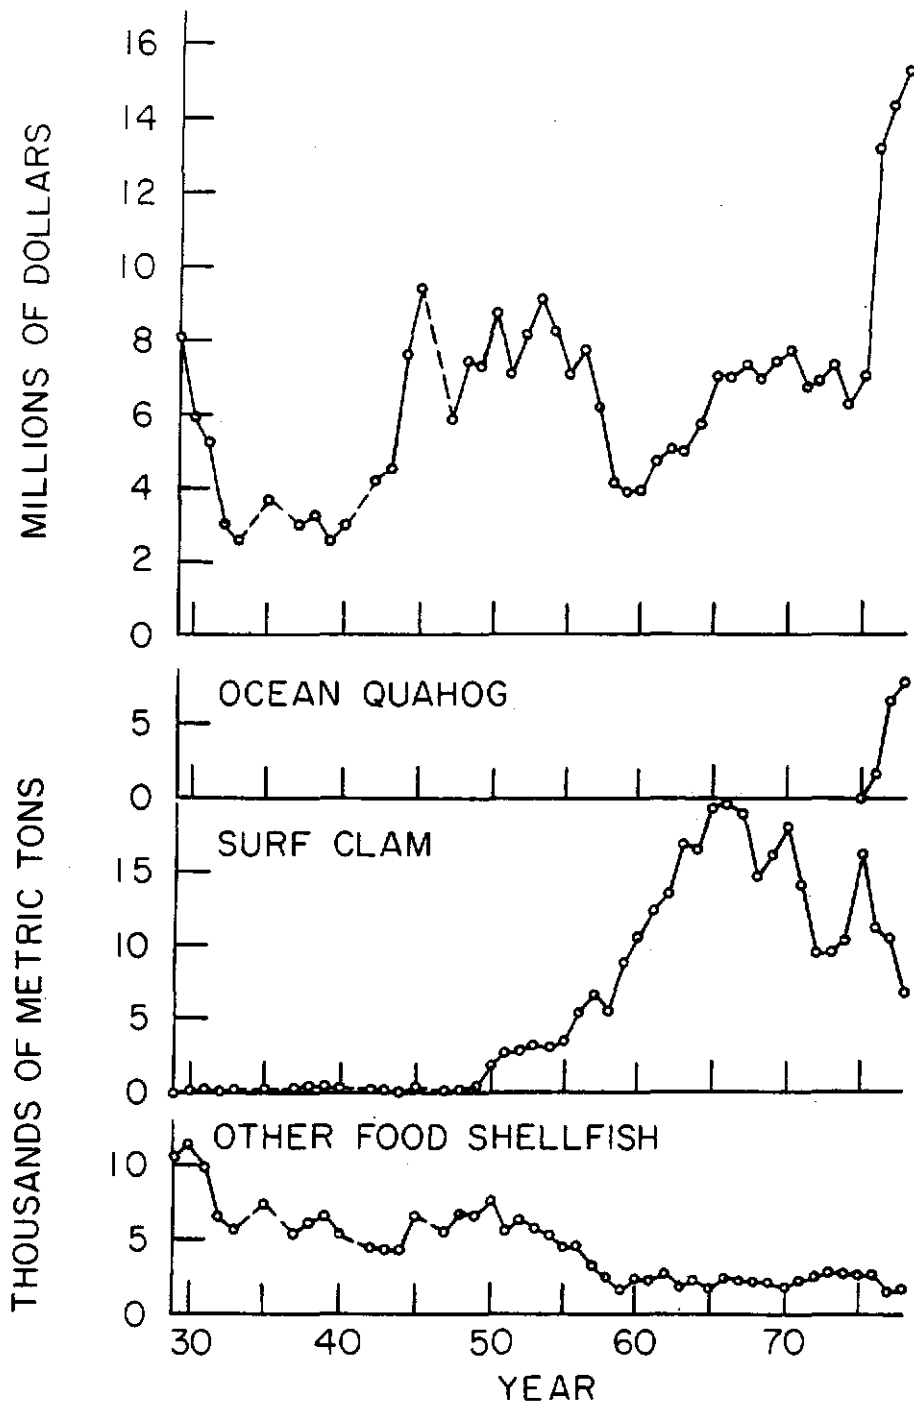 MILLIONS OF DOLLARS
16
14
12
10
8
6
4
2
0
THOUSANDS OF METRIC TONS
OCEAN QUAHOG
5
0
SURF CLAM
15
10
5
0
OTHER FOOD SHELLFISH
10
5
0
30 40 50 60 70
YEAR